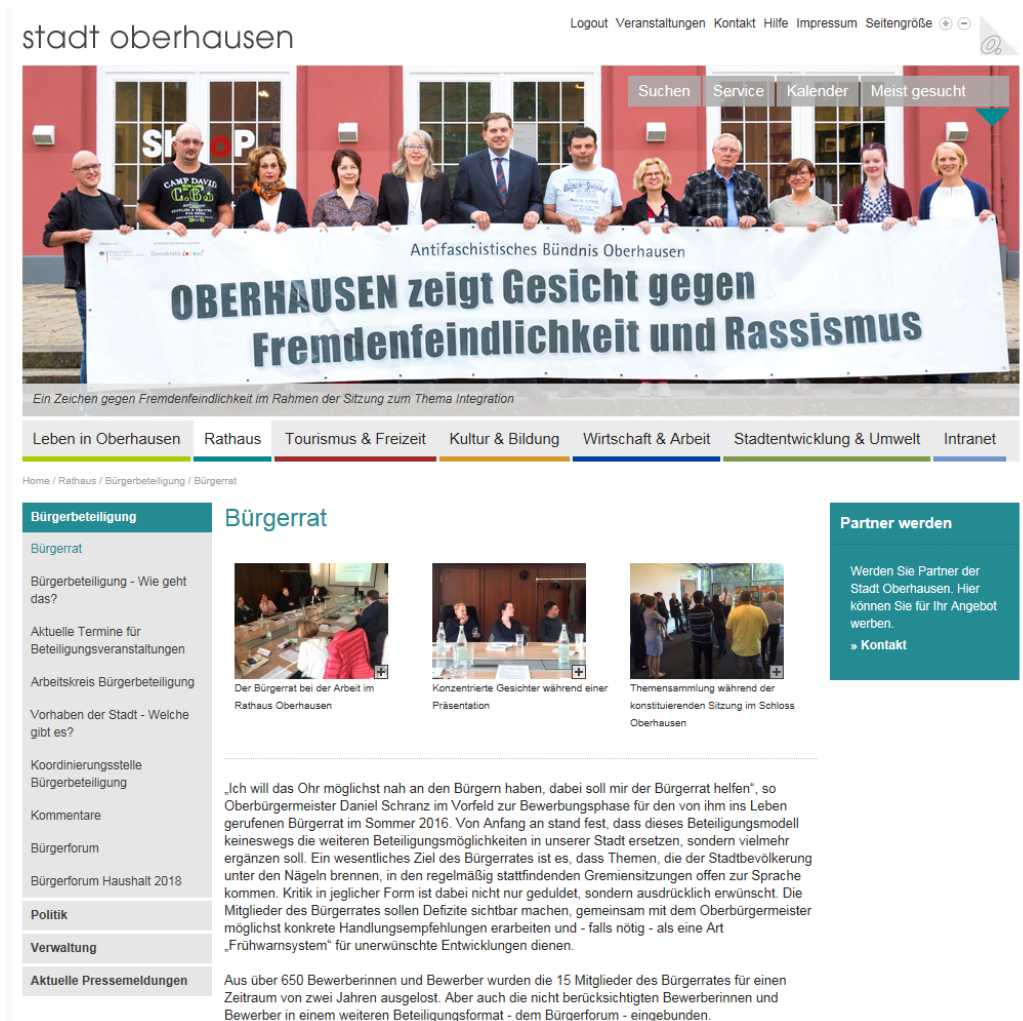 stadt oberhausen
Logout Veranstaltungen Kontakt Hilfe Impressum Seitengröße
Suchen Service Kalender Meist gesucht
CAMP DAVID
Antifaschistisches Bündnis Oberhausen
OBERHAUSEN zeigt Gesicht gegen
Fremdenfeindlichkeit und Rassismus
Ein Zeichen gegen Fremdenfeindlichkeit im Rahmen der Sitzung zum Thema Integration
Leben in Oberhausen Rathaus Tourismus & Freizeit Kultur & Bildung Wirtschaft & Arbeit Stadtentwicklung & Umwelt Intranet
Home / Rathaus / Bürgerbeteiligung / Bürgerrat
Bürgerbeteiligung
Bürgerrat
Bürgerbeteiligung - Wie geht
das?
Aktuelle Termine für
Beteiligungsveranstaltungen
Arbeitskreis Bürgerbeteiligung
Vorhaben der Stadt - Welche
gibt es?
Koordinierungsstelle
Bürgerbeteiligung
Kommentare
Bürgerforum
Bürgerforum Haushalt 2018
Politik
Verwaltung
Aktuelle Pressemeldungen
Bürgerrat
Der Bürgerrat bei der Arbeit im
Rathaus Oberhausen
Konzentrierte Gesichter während einer
Präsentation
Themensammlung während der
konstituierenden Sitzung im Schloss
Oberhausen
„Ich will das Ohr möglichst nah an den Bürgern haben, dabei soll mir der Bürgerrat helfen“, so
Oberbürgermeister Daniel Schranz im Vorfeld zur Bewerbungsphase für den von ihm ins Leben
gerufenen Bürgerrat im Sommer 2016. Von Anfang an stand fest, dass dieses Beteiligungsmodell
keineswegs die weiteren Beteiligungsmöglichkeiten in unserer Stadt ersetzen, sondern vielmehr
ergänzen soll. Ein wesentliches Ziel des Bürgerrates ist es, dass Themen, die der Stadtbevölkerung
unter den Nägeln brennen, in den regelmäßig stattfindenden Gremiensitzungen offen zur Sprache
kommen. Kritik in jeglicher Form ist dabei nicht nur geduldet, sondern ausdrücklich erwünscht. Die
Mitglieder des Bürgerrates sollen Defizite sichtbar machen, gemeinsam mit dem Oberbürgermeister
möglichst konkrete Handlungsempfehlungen erarbeiten und - falls nötig - als eine Art
„Frühwarnsystem“ für unerwünschte Entwicklungen dienen.
Aus über 650 Bewerberinnen und Bewerber wurden die 15 Mitglieder des Bürgerrates für einen
Zeitraum von zwei Jahren ausgelost. Aber auch die nicht berücksichtigten Bewerberinnen und
Bewerber in einem weiteren Beteiligungsformat - dem Bürgerforum - eingebunden.
Partner werden
Werden Sie Partner der
Stadt Oberhausen. Hier
können Sie für Ihr Angebot
werben.
» Kontakt